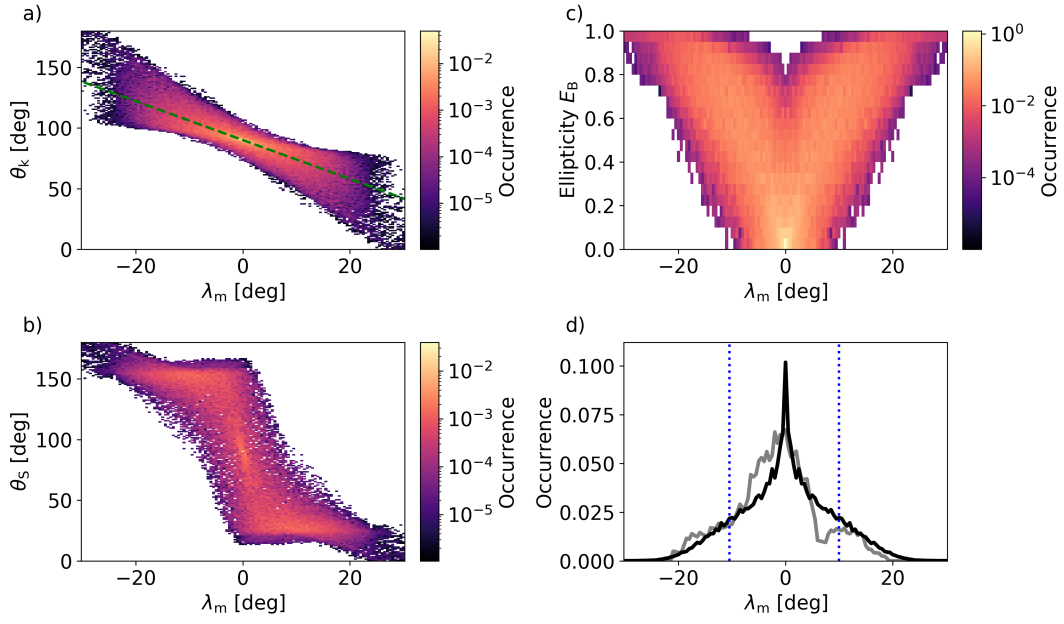 a)
150
100
50
0
θk [deg]
−20
0
20
λm [deg]
10−2
10−3
10−4
10−5
Occurrence
c)
1.0
0.8
0.6
0.4
0.2
0.0
Ellipticity EB
−20
0
20
λm [deg]
100
10−2
10−4
Occurrence
b)
150
100
50
0
θS [deg]
−20
0
20
λm [deg]
10−2
10−3
10−4
10−5
Occurrence
d)
0.100
0.075
0.050
0.025
0.000
Occurrence
−20
0
20
λm [deg]